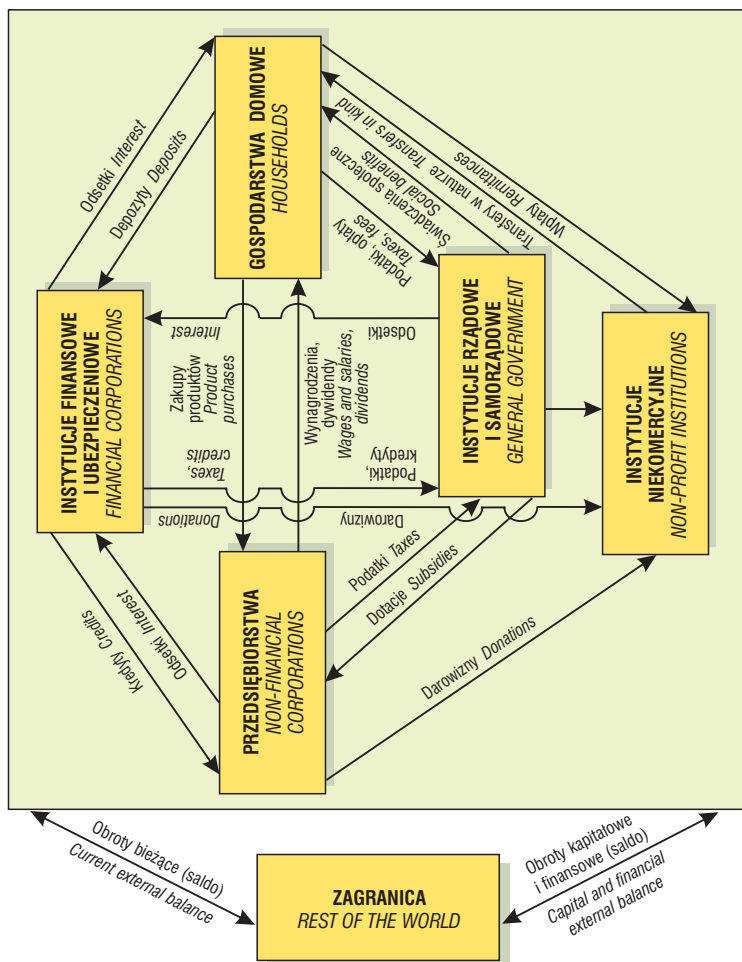 Odsetki Interest
Depozyty Deposits
GOSPODARSTWA DOMOWE
HOUSEHOLDS
Wpłaty Remittances
Transfery w naturze Transfers in kind
Świadczenia społeczne
Social benefits
Podatki, opłaty
Taxes, fees
INSTYTUCJE FINANSOWE
I UBEZPIECZENIOWE
FINANCIAL CORPORATIONS
Interest
Odsetki
Zakupy
produktów
Product
purchases
Wynagrodzenia,
dywidendy
Wages and salaries,
dividends
INSTYTUCJE RZĄDOWE
I SAMORZĄDOWE
GENERAL GOVERNMENT
INSTYTUCJE
NIEKOMERCYJNE
NON-PROFIT INSTITUTIONS
Taxes,
credits
Podatki,
kredyty
Donations
Darowizny
Kredyty Credits
Odsetki Interest
PRZEDSIĘBIORSTWA
NON-FINANCIAL
CORPORATIONS
Podatki Taxes
Dotacje Subsidies
Darowizny Donations
Obroty bieżące (saldo)
Current external balance
ZAGRANICA
REST OF THE WORLD
Obroty kapitałowe
i finansowe (saldo)
Capital and financial
external balance